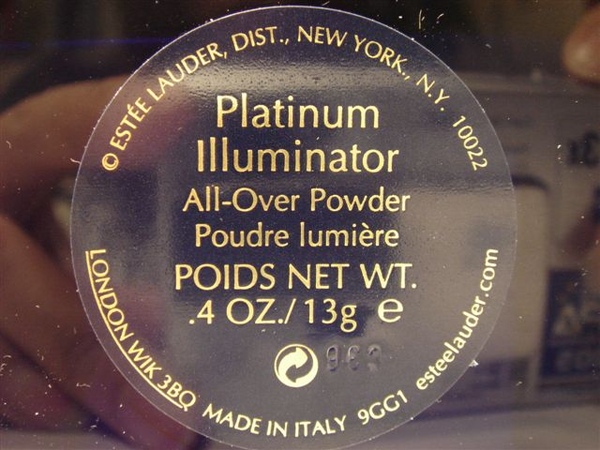 © ESTÉE LAUDER, DIST., NEW YORK., N.Y. 10022
Platinum
Illuminator
All-Over Powder
Poudre lumière
POIDS NET WT.
.4 OZ./13g e
LONDON WIK 3BQ MADE IN ITALY 9GG1 esteelauder.com